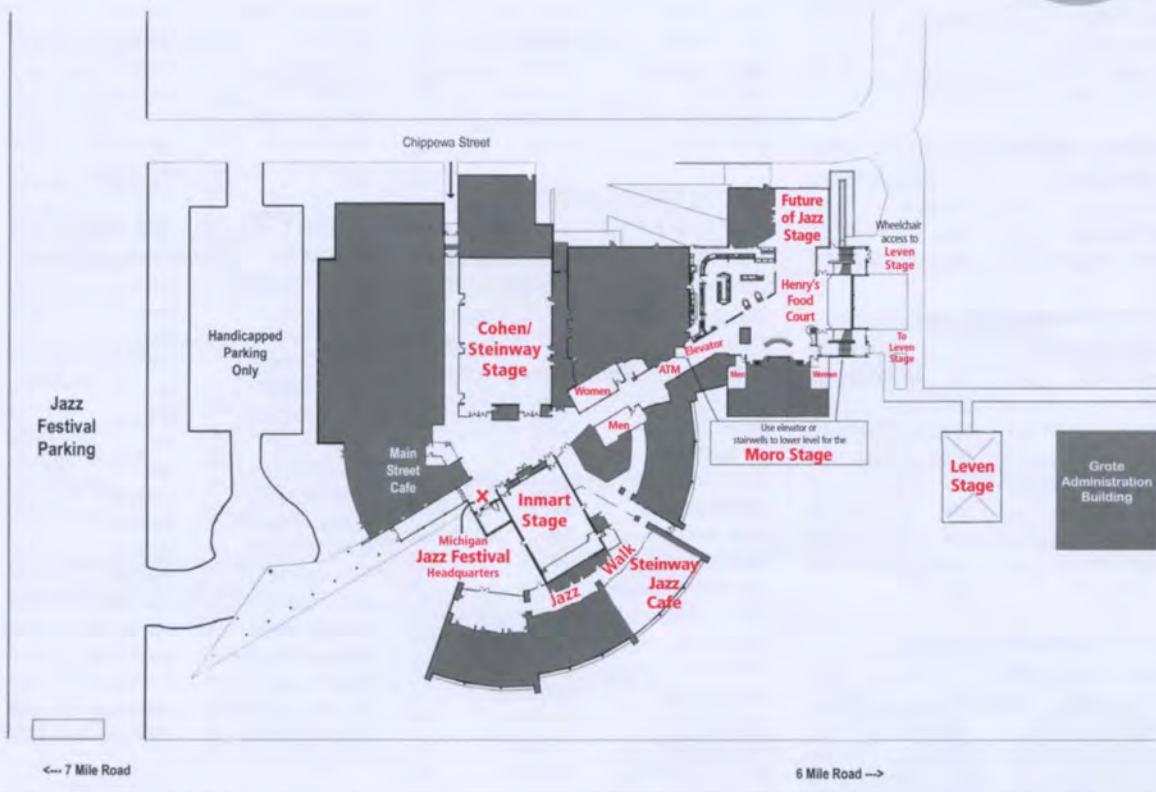 Chippewa Street
Future
of Jazz
Stage
Wheelchair
access to
Leven
Stage
Henry's
Food
Court
Handicapped
Parking
Only
Cohen/
Steinway
Stage
Elevator
To
Leven
Stage
ATM
Men
Women
Women
Jazz
Festival
Parking
Men
Use elevator or
stairwells to lower level for the
Moro Stage
Main
Street
Cafe
Leven
Stage
Grote
Administration
Building
X
Inmart
Stage
Michigan
Jazz Festival
Headquarters
Jazz Walk
Steinway
Jazz
Cafe
<--- 7 Mile Road
6 Mile Road --->